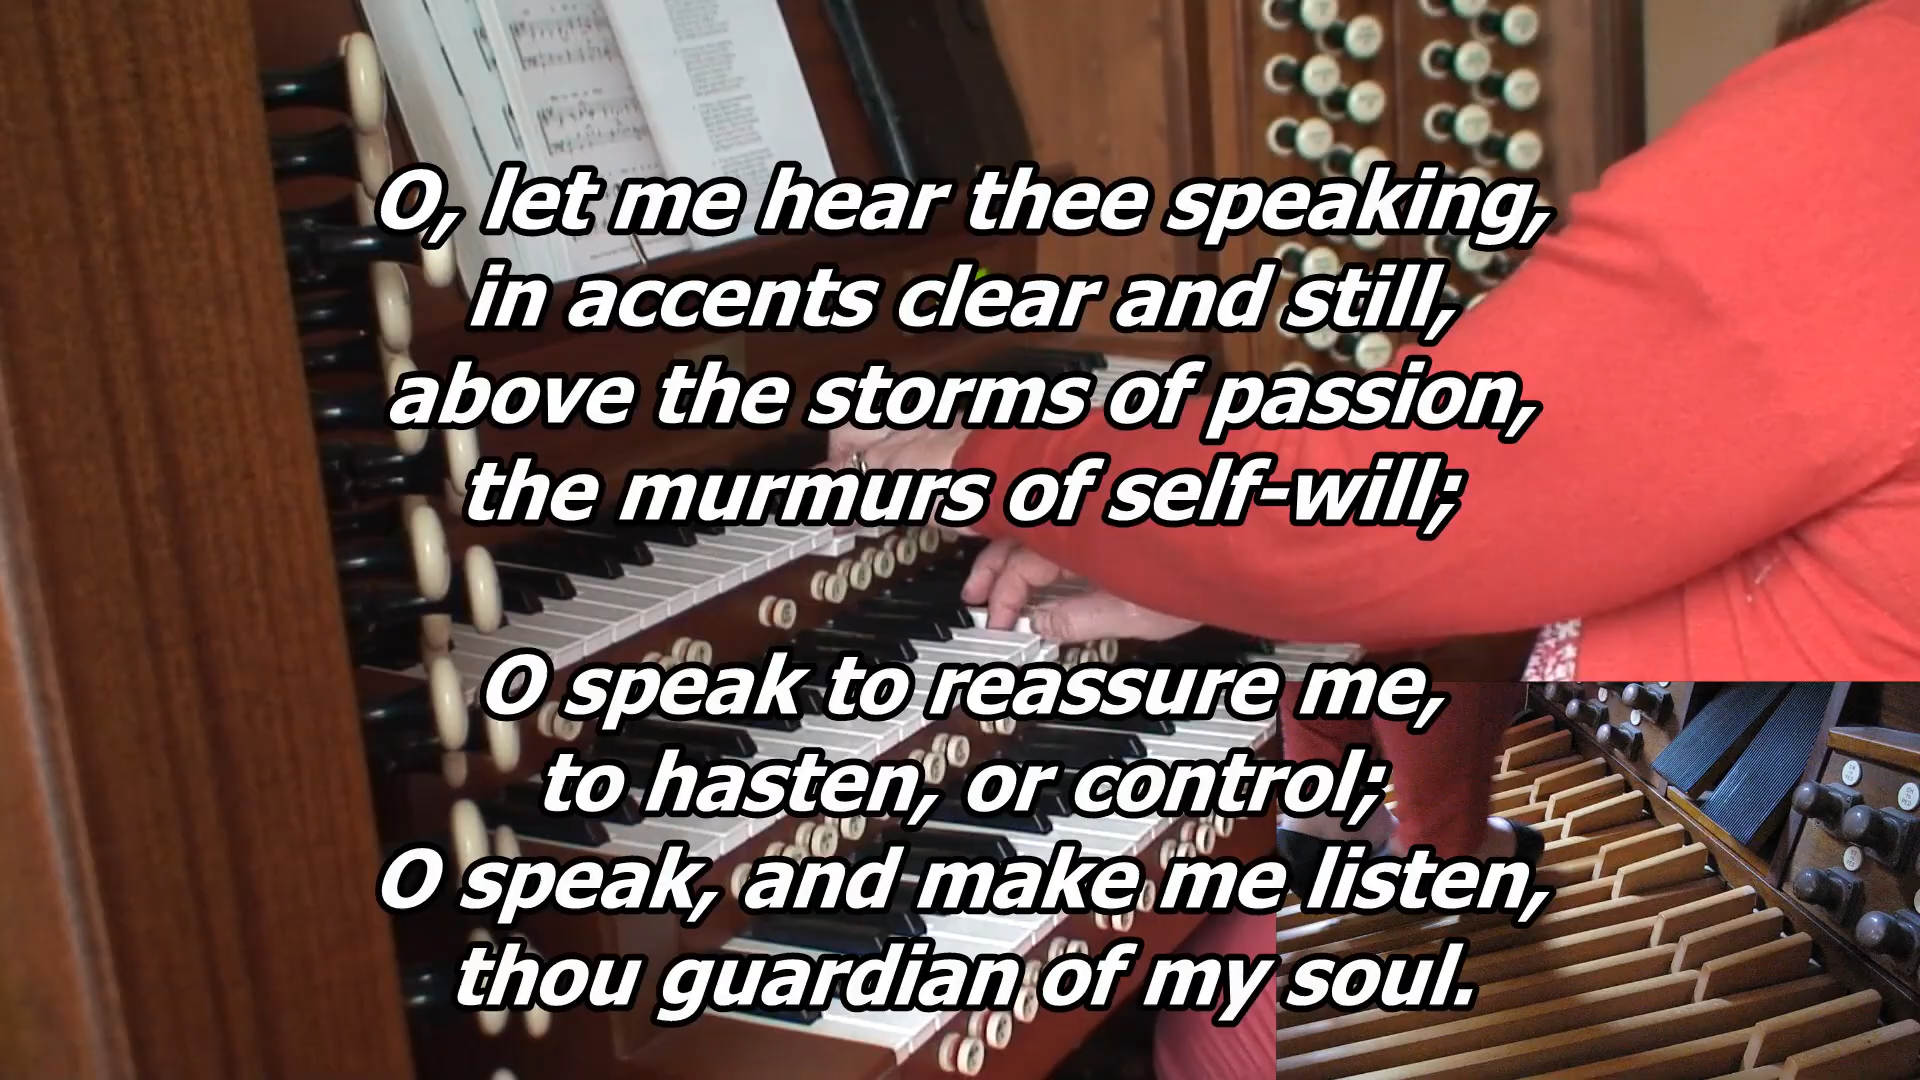 O, let me hear thee speaking,
in accents clear and still,
above the storms of passion,
the murmurs of self-will;
O speak to reassure me,
to hasten, or control;
O speak, and make me listen,
thou guardian of my soul.